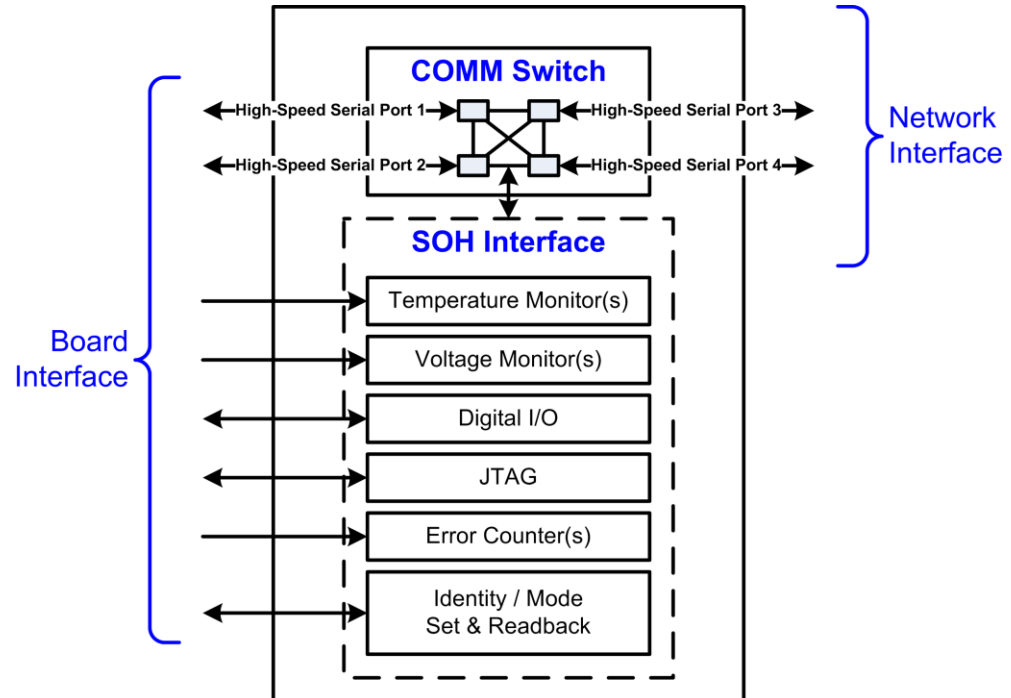 COMM Switch
High-Speed Serial Port 1
High-Speed Serial Port 3
High-Speed Serial Port 2
High-Speed Serial Port 4
Network
Interface
SOH Interface
Temperature Monitor(s)
Voltage Monitor(s)
Digital I/O
JTAG
Error Counter(s)
Identity / Mode
Set & Readback
Board
Interface